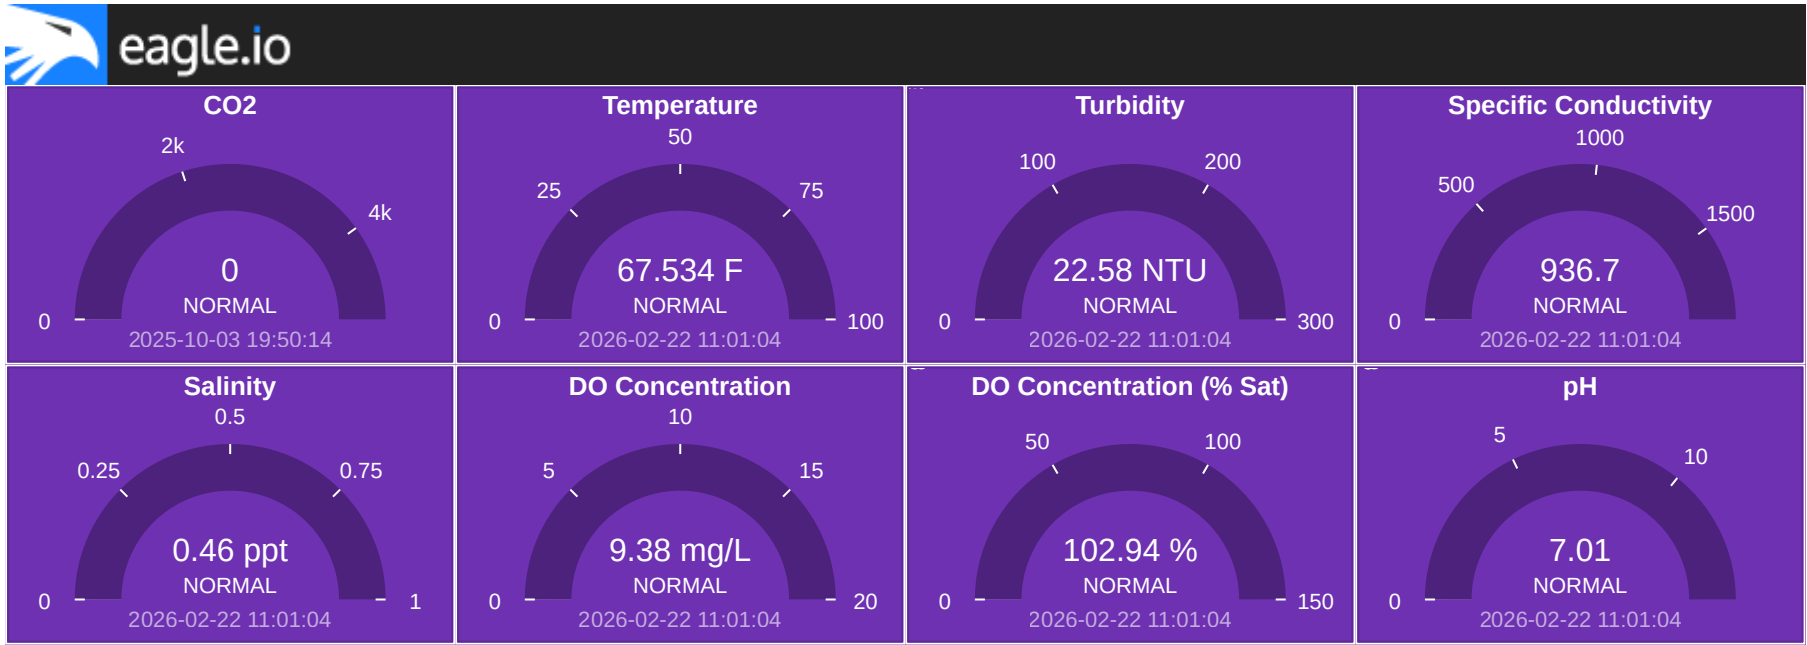 eagle.io
CO2
2k
4k
0
0
NORMAL
2025-10-03 19:50:14
Temperature
50
25
75
67.534 F
NORMAL
0
100
2026-02-22 11:01:04
Turbidity
100
200
22.58 NTU
NORMAL
0
300
2026-02-22 11:01:04
Specific Conductivity
1000
500
1500
936.7
NORMAL
0
2026-02-22 11:01:04
Salinity
0.5
0.25
0.75
0.46 ppt
NORMAL
0
1
2026-02-22 11:01:04
DO Concentration
10
5
15
9.38 mg/L
NORMAL
0
20
2026-02-22 11:01:04
DO Concentration (% Sat)
50
100
102.94 %
NORMAL
0
150
2026-02-22 11:01:04
pH
5
10
7.01
NORMAL
0
2026-02-22 11:01:04